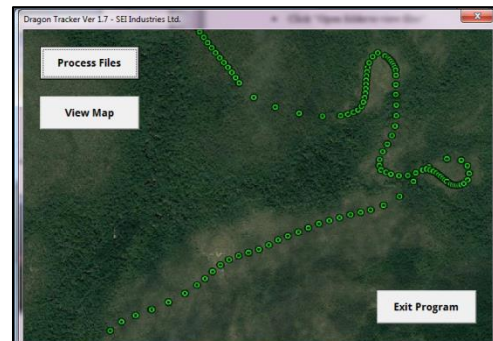 Dragon Tracker Ver 1.7 - SEI Industries Ltd.
Process Files
View Map
Exit Program